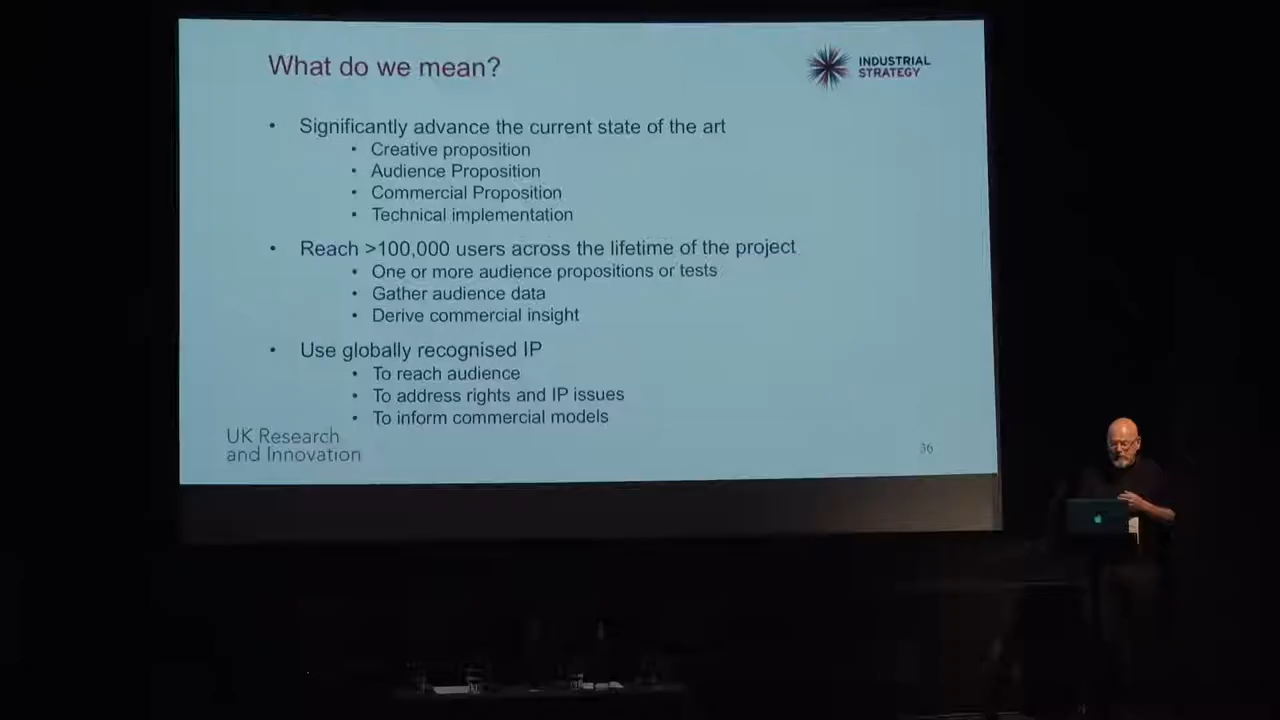 What do we mean?
INDUSTRIAL
STRATEGY
• Significantly advance the current state of the art
• Creative proposition
• Audience Proposition
• Commercial Proposition
• Technical implementation
• Reach >100,000 users across the lifetime of the project
• One or more audience propositions or tests
• Gather audience data
• Derive commercial insight
• Use globally recognised IP
• To reach audience
• To address rights and IP issues
• To inform commercial models
UK Research
and Innovation
36